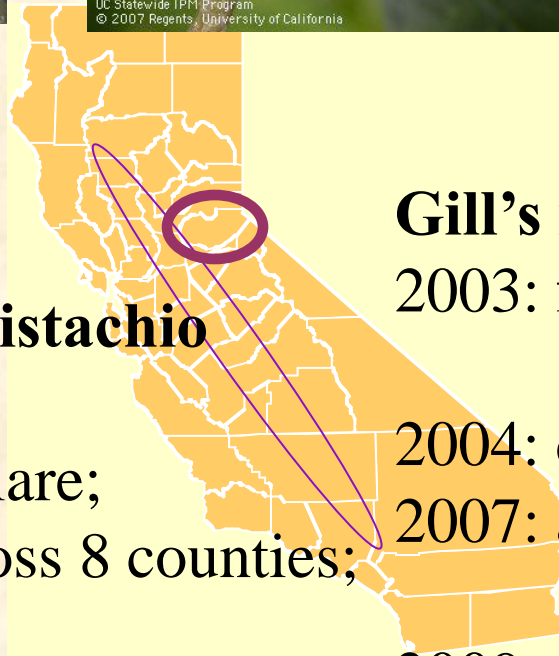 UC Statewide IPM Program
© 2007 Regents, University of California
Gill’s
2003:
istachio
2004:
are;
2007:
oss 8 counties;